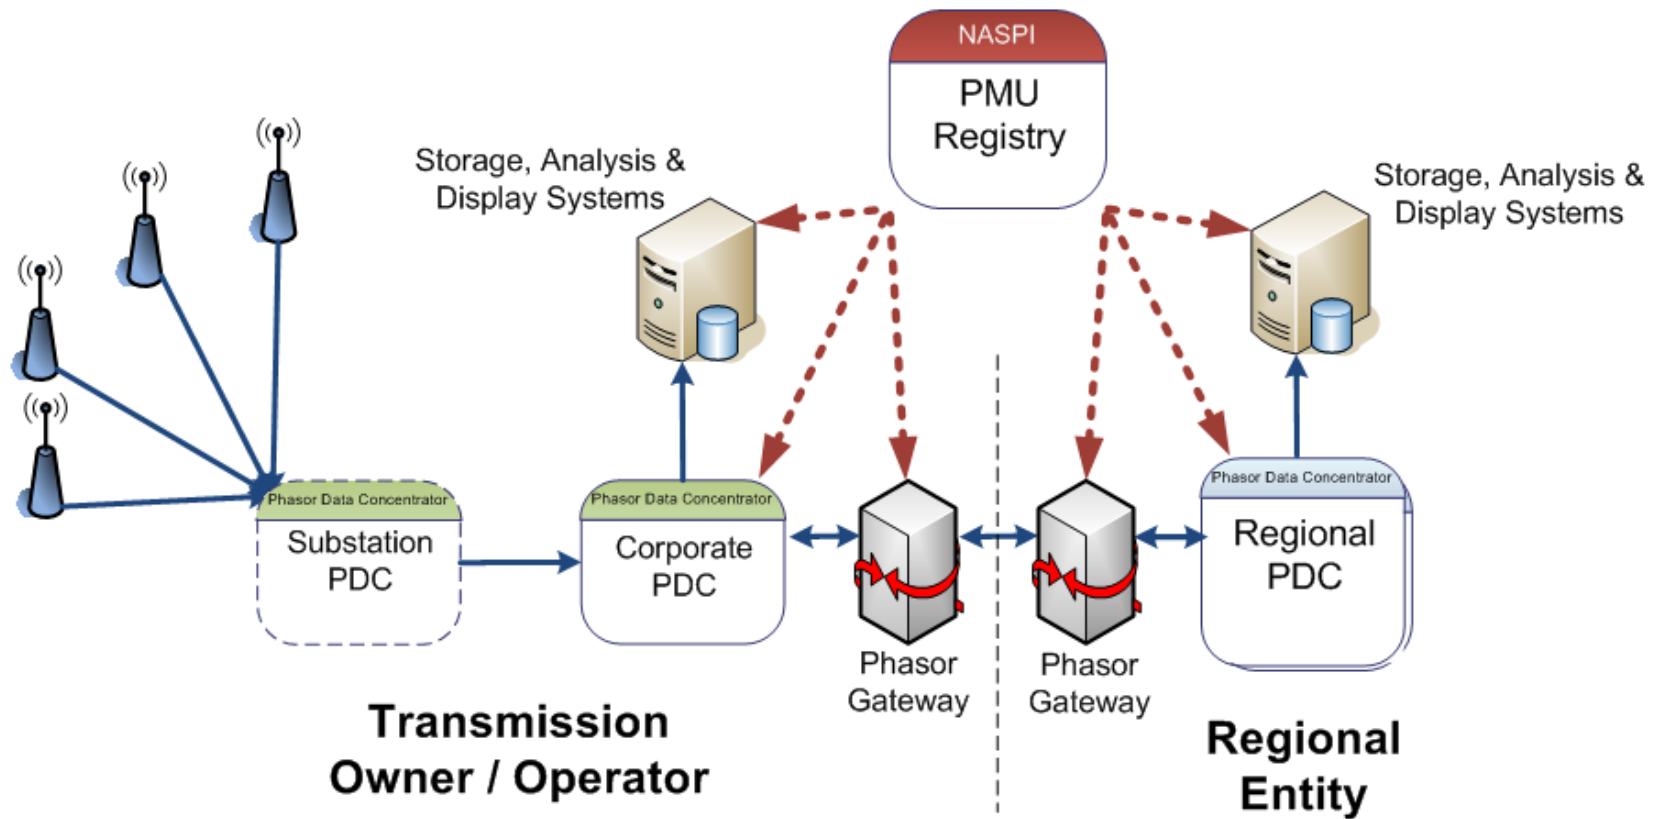 NASPI
PMU
Registry
Storage, Analysis &
Display Systems
Storage, Analysis &
Display Systems
Phasor Data Concentrator
Substation
PDC
Phasor Data Concentrator
Corporate
PDC
Phasor Data Concentrator
Regional
PDC
Phasor
Gateway
Phasor
Gateway
Transmission
Owner / Operator
Regional
Entity